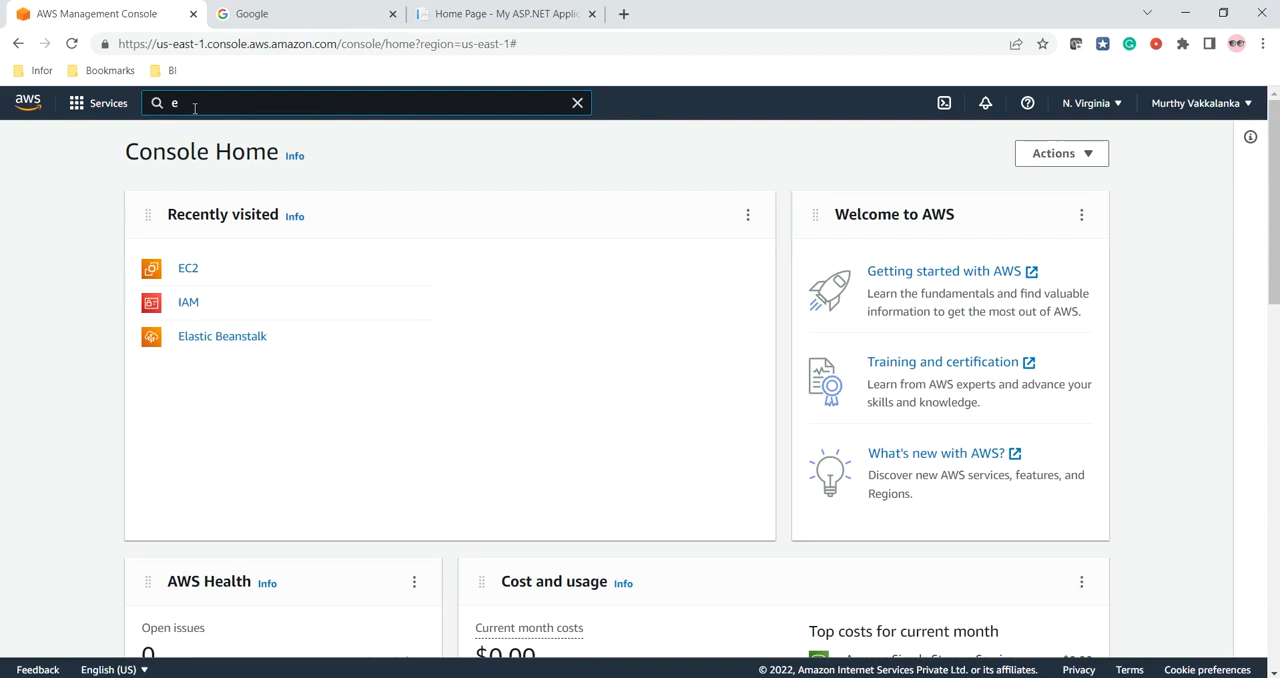 AWS Management Console
Google
Home Page - My ASP.NET Applic
https://us-east-1.console.aws.amazon.com/console/home?region=us-east-1#
Infor
Bookmarks
BI
aws
Services
e
N. Virginia
Murthy Vakkalanka
Console Home Info
Actions
Recently visited Info
EC2
IAM
Elastic Beanstalk
Welcome to AWS
Getting started with AWS
Learn the fundamentals and find valuable
information to get the most out of AWS.
Training and certification
Learn from AWS experts and advance your
skills and knowledge.
What's new with AWS?
Discover new AWS services, features, and
Regions.
AWS Health Info
Open issues
0
Cost and usage Info
Current month costs
$0.00
Top costs for current month
Feedback
English (US)
© 2022, Amazon Internet Services Private Ltd. or its affiliates.
Privacy
Terms
Cookie preferences